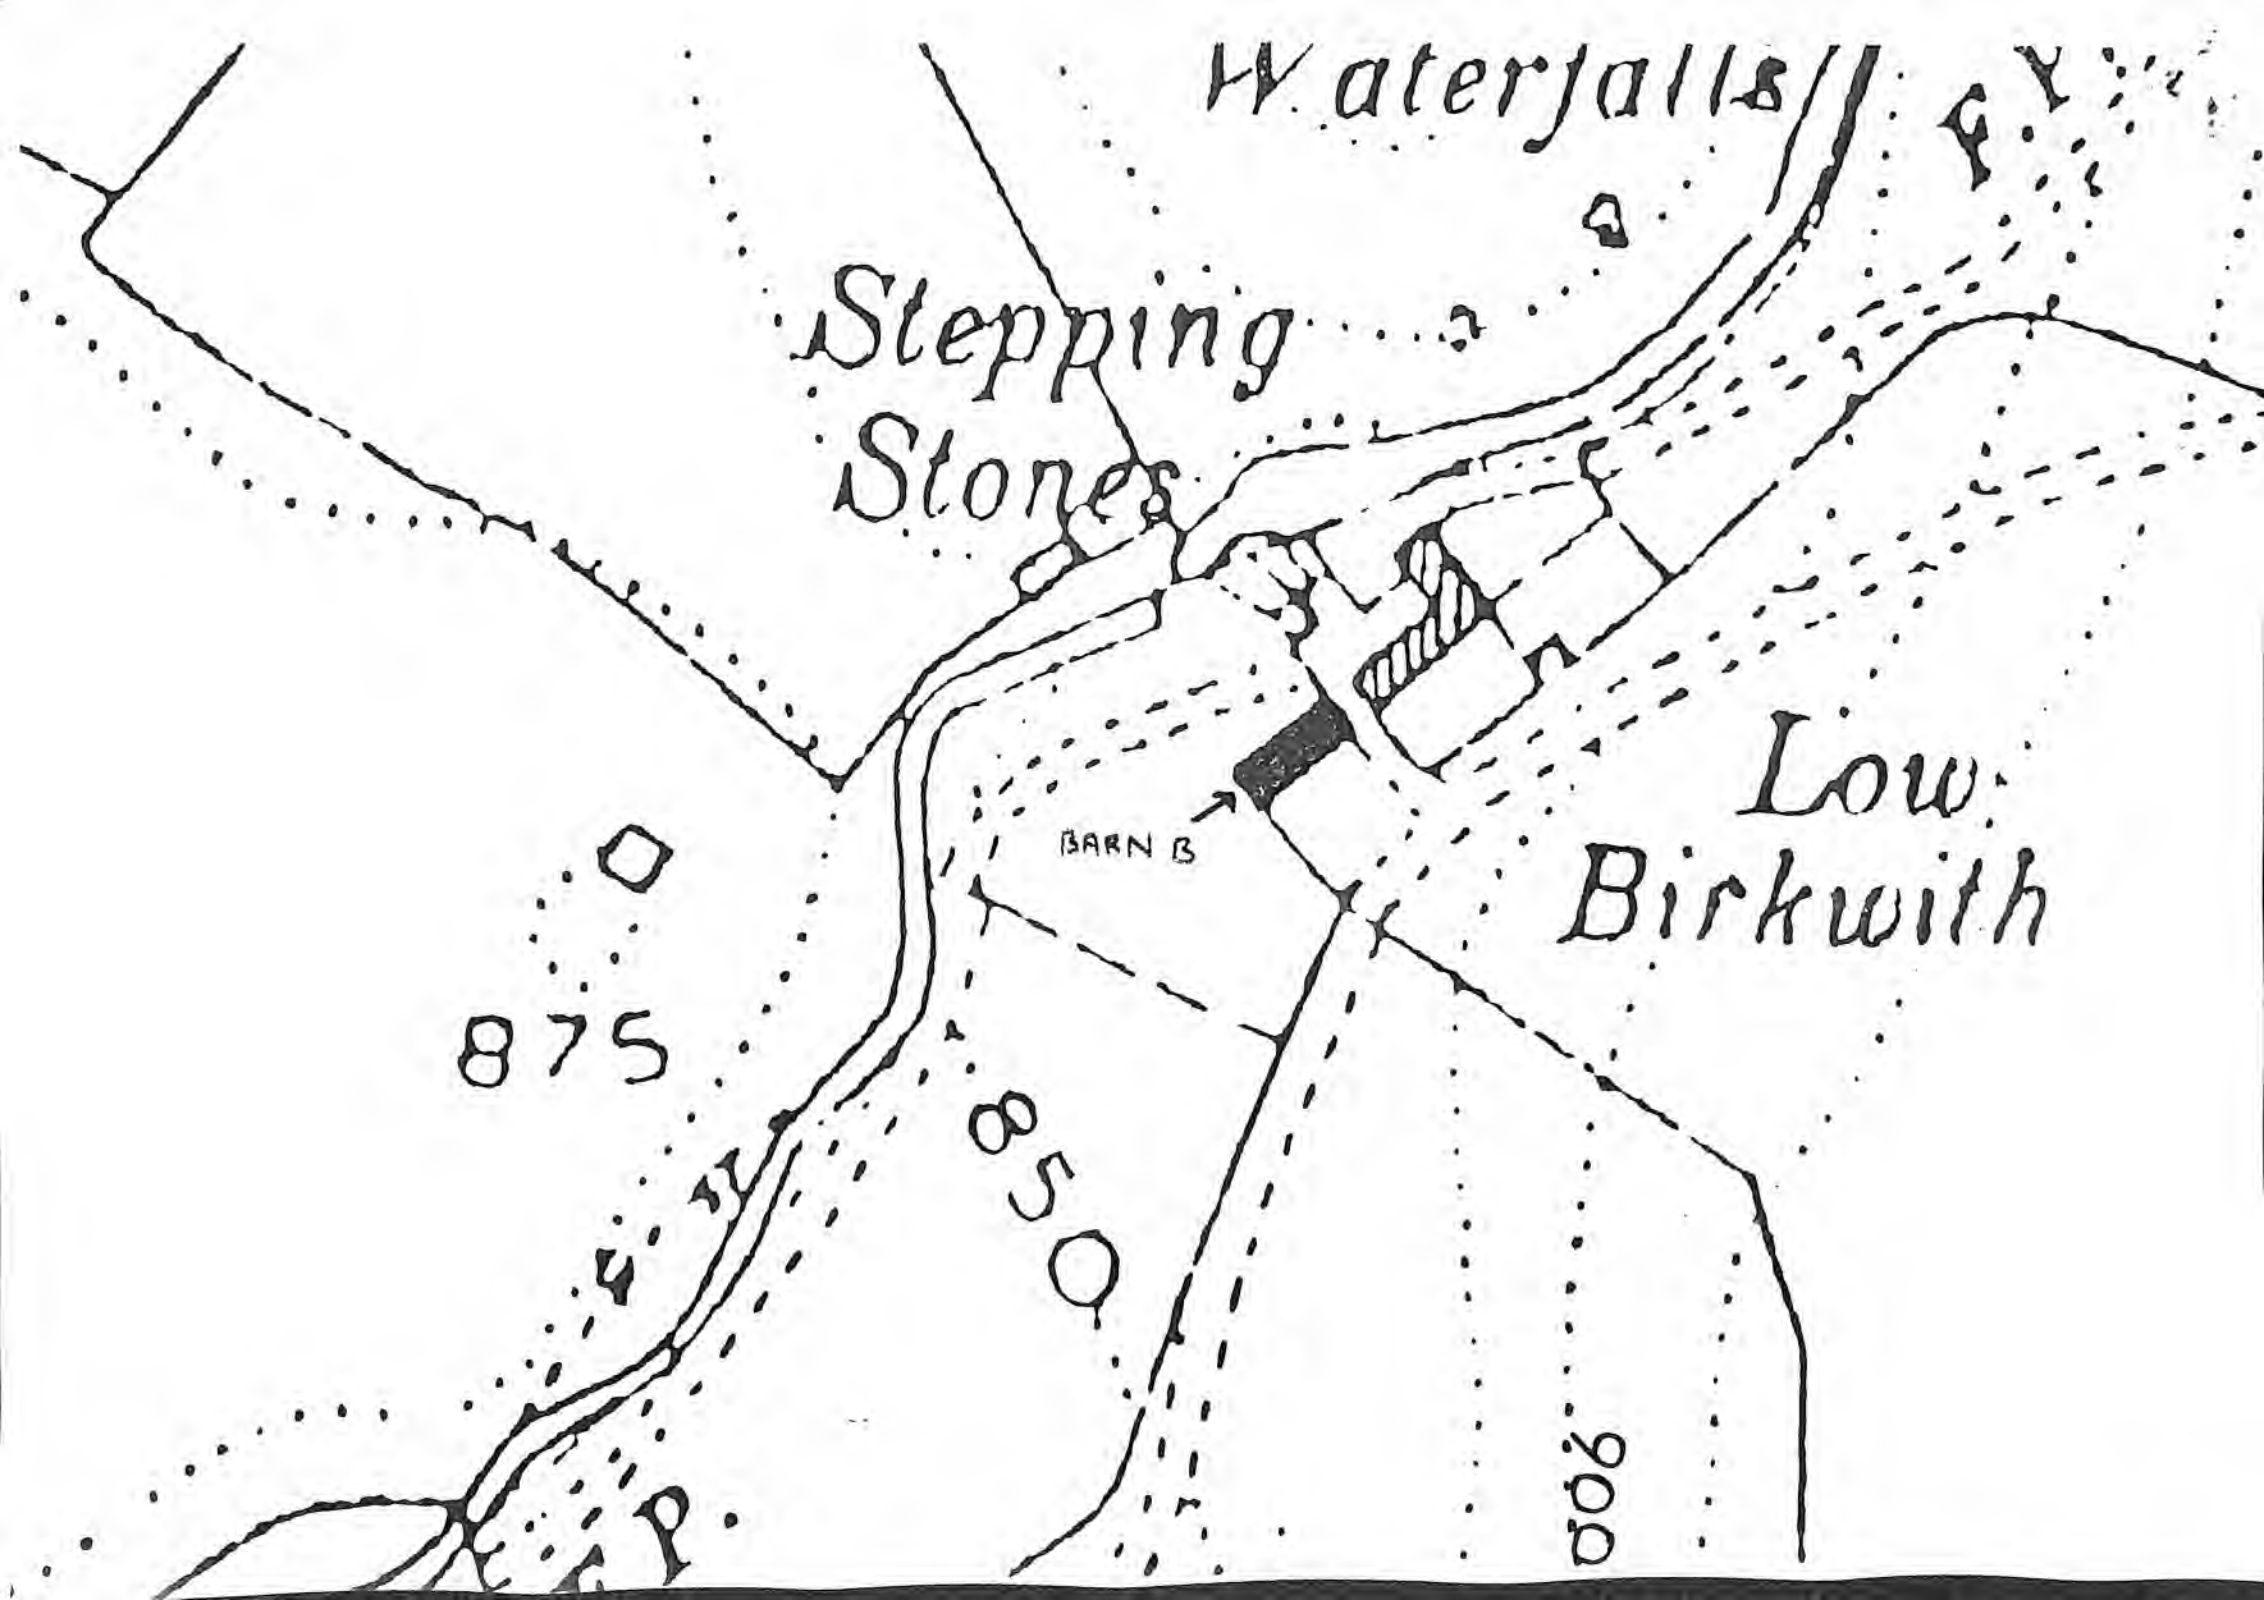 Waterfalls
Stepping
Stones
BARN B
Low
Birkwith
875
850
900
P